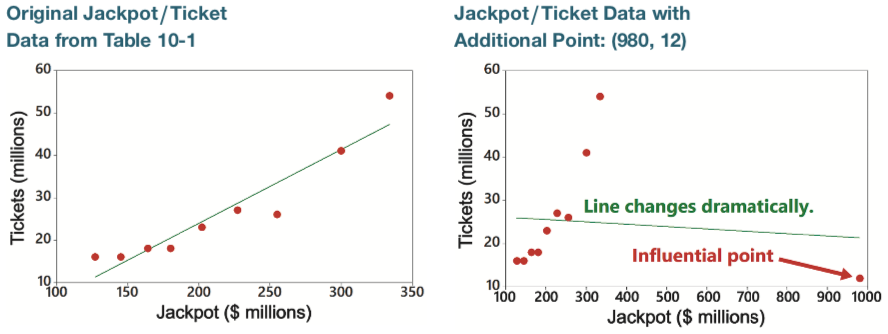 Original Jackpot/Ticket
Data from Table 10-1
60
50
40
30
20
10
100 150 200 250 300 350
Tickets (millions)
Jackpot ($ millions)
Jackpot/Ticket Data with
Additional Point: (980, 12)
60
50
40
30
20
10
100 200 300 400 500 600 700 800 900 1000
Tickets (millions)
Jackpot ($ millions)
Line changes dramatically.
Influential point